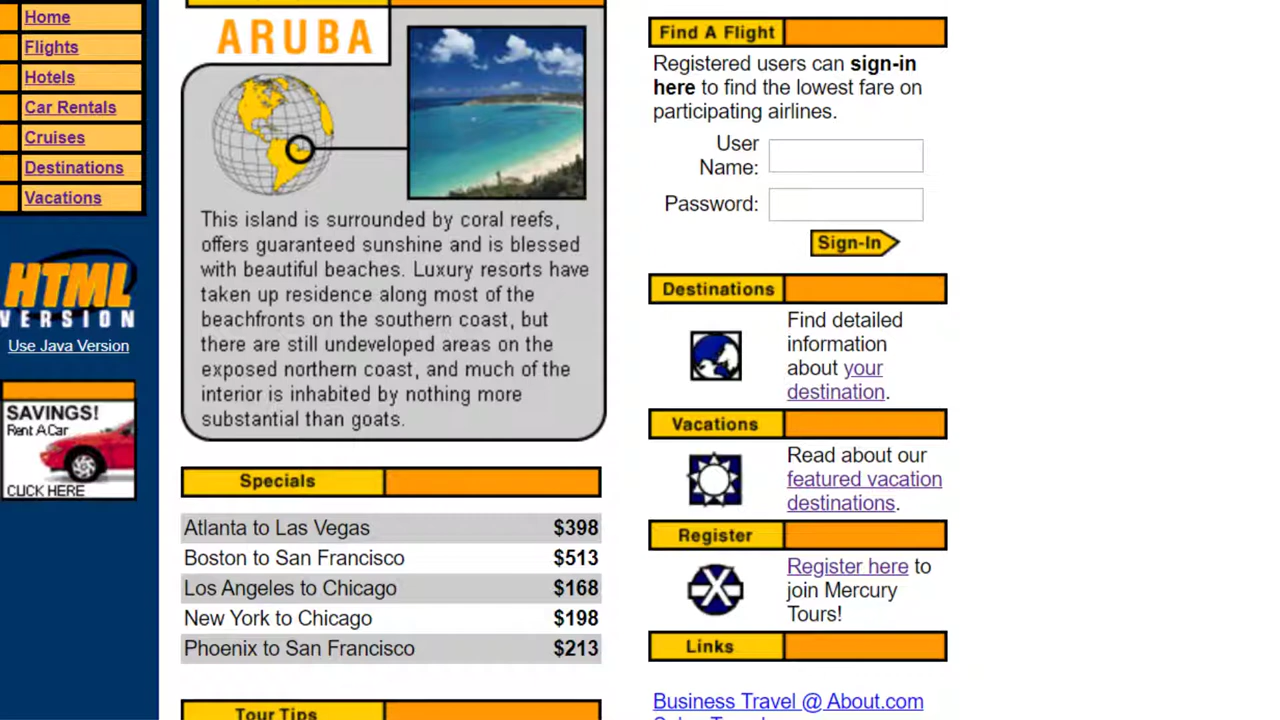 Home
Flights
Hotels
Car Rentals
Cruises
Destinations
Vacations
HTML
VERSION
Use Java Version
SAVINGS!
Rent A Car
CLICK HERE
ARUBA
This island is surrounded by coral reefs,
offers guaranteed sunshine and is blessed
with beautiful beaches. Luxury resorts have
taken up residence along most of the
beachfronts on the southern coast, but
there are still undeveloped areas on the
exposed northern coast, and much of the
interior is inhabited by nothing more
substantial than goats.
Specials
Atlanta to Las Vegas $398
Boston to San Francisco $513
Los Angeles to Chicago $168
New York to Chicago $198
Phoenix to San Francisco $213
Tour Tips
Find A Flight
Registered users can sign-in
here to find the lowest fare on
participating airlines.
User
Name:
Password:
Sign-In
Destinations
Find detailed
information
about your
destination.
Vacations
Read about our
featured vacation
destinations.
Register
Register here to
join Mercury
Tours!
Links
Business Travel @ About.com